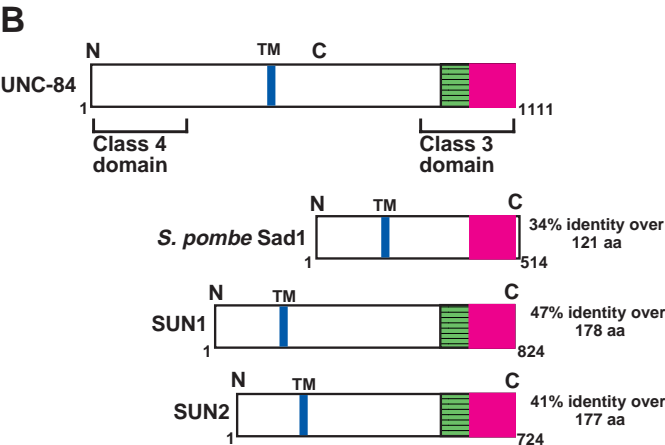 B
N TM C
UNC-84
1 1111
Class 4 domain
Class 3 domain
N TM C
S. pombe Sad1
34% identity over
121 aa
1 514
N TM C
SUN1
47% identity over
178 aa
1 824
N TM C
SUN2
41% identity over
177 aa
1 724